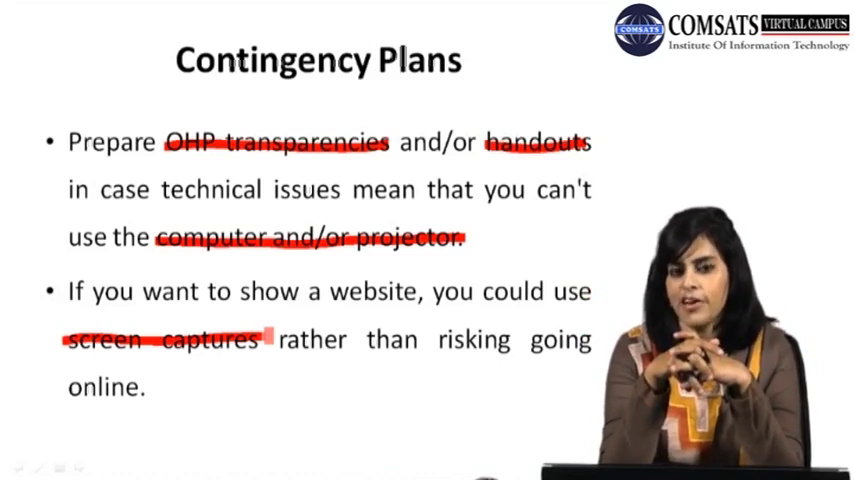 COMSATS VIRTUAL CAMPUS
COMSATS Institute Of Information Technology
Contingency Plans
• Prepare OHP transparencies and/or handouts
in case technical issues mean that you can't
use the computer and/or projector.
• If you want to show a website, you could use
screen captures rather than risking going
online.